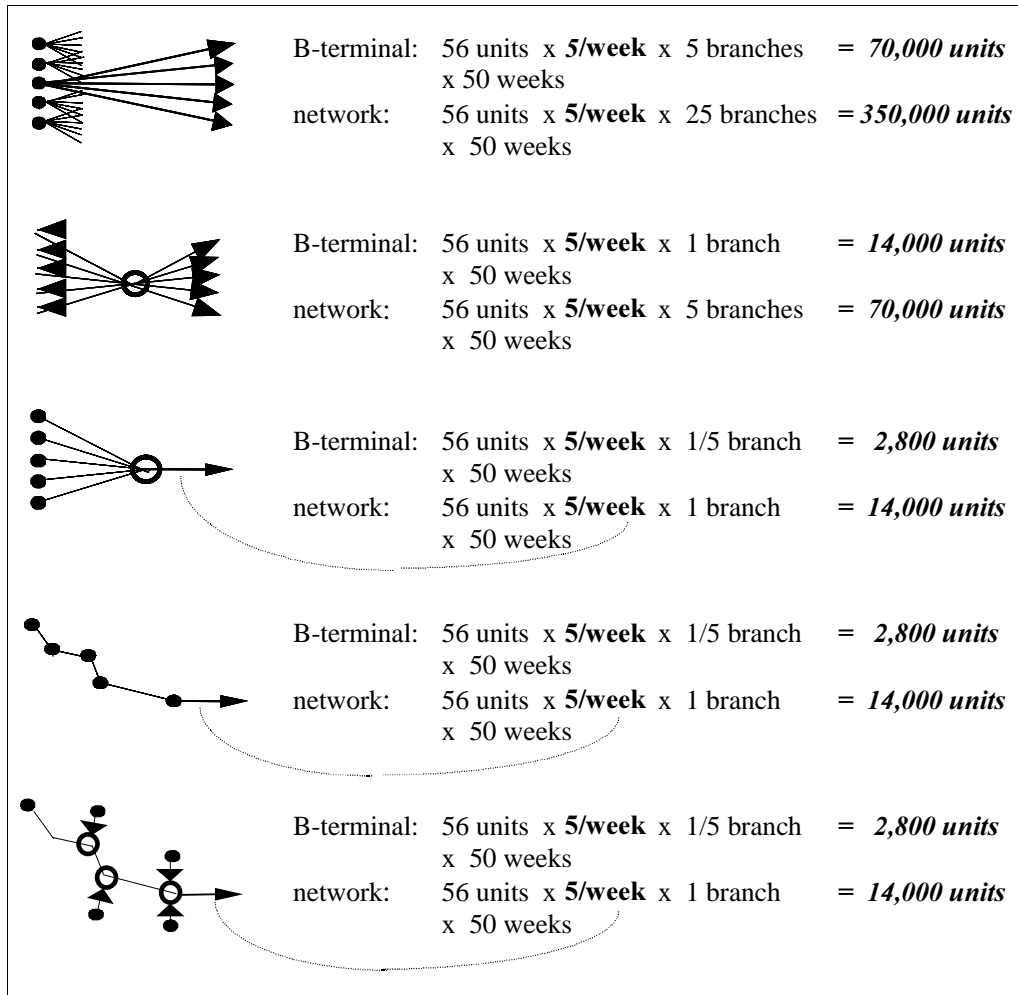 B-terminal: 56 units x 5/week x 5 branches = 70,000 units
x 50 weeks
network: 56 units x 5/week x 25 branches = 350,000 units
x 50 weeks
B-terminal: 56 units x 5/week x 1 branch = 14,000 units
x 50 weeks
network: 56 units x 5/week x 5 branches = 70,000 units
x 50 weeks
B-terminal: 56 units x 5/week x 1/5 branch = 2,800 units
x 50 weeks
network: 56 units x 5/week x 1 branch = 14,000 units
x 50 weeks
B-terminal: 56 units x 5/week x 1/5 branch = 2,800 units
x 50 weeks
network: 56 units x 5/week x 1 branch = 14,000 units
x 50 weeks
B-terminal: 56 units x 5/week x 1/5 branch = 2,800 units
x 50 weeks
network: 56 units x 5/week x 1 branch = 14,000 units
x 50 weeks